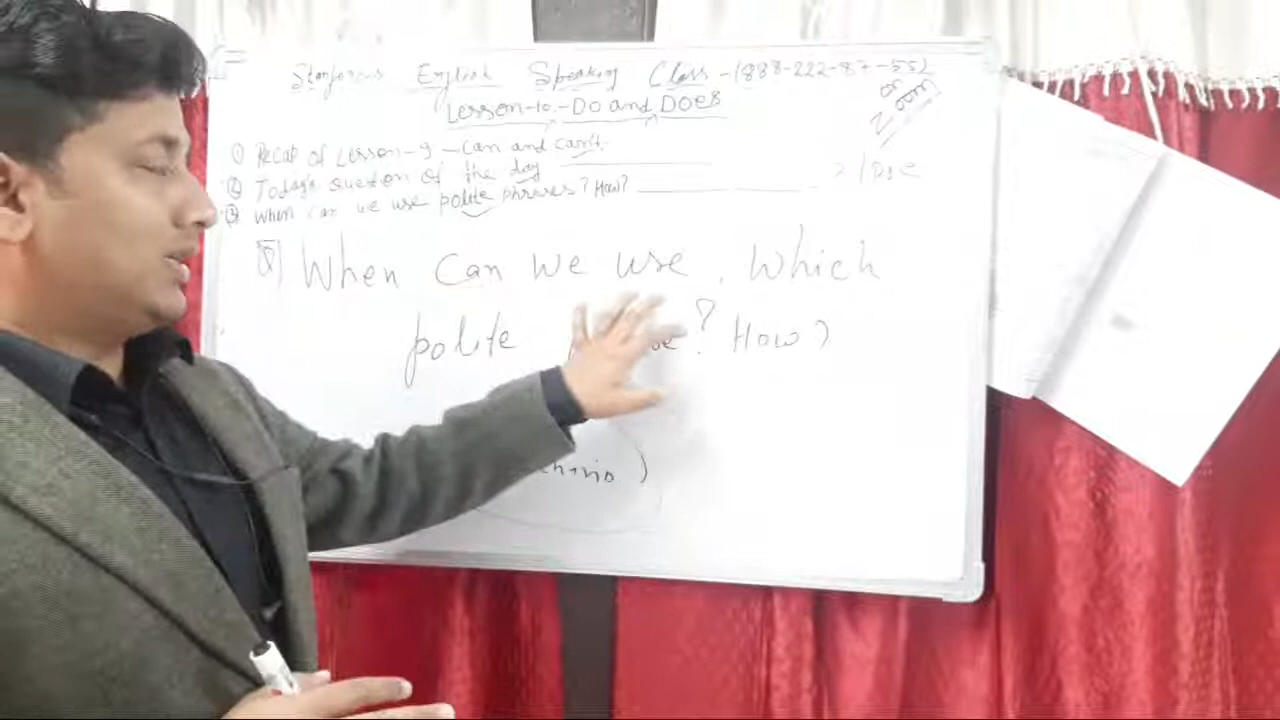 English Speaking Class - (888-222-87-55)
Lesson-10 - DO and DOES
on zoom
① Recap of Lesson-9 - Can and Can't.
② Today's Question of the day
③ When can we use polite phrases? How?
Q) When Can We use, Which
polite ? How?